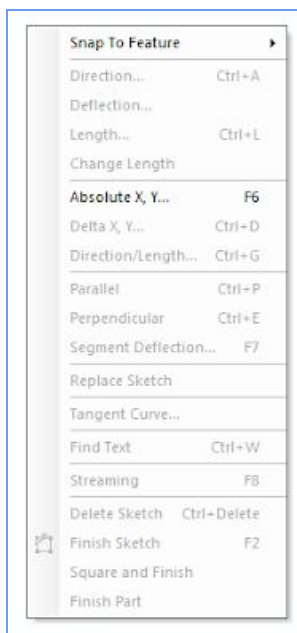 Snap To Feature
Direction... Ctrl+A
Deflection...
Length... Ctrl+L
Change Length
Absolute X, Y... F6
Delta X, Y... Ctrl+D
Direction/Length... Ctrl+G
Parallel Ctrl+P
Perpendicular Ctrl+E
Segment Deflection... F7
Replace Sketch
Tangent Curve...
Find Text Ctrl+W
Streaming F8
Delete Sketch Ctrl+Delete
Finish Sketch F2
Square and Finish
Finish Part